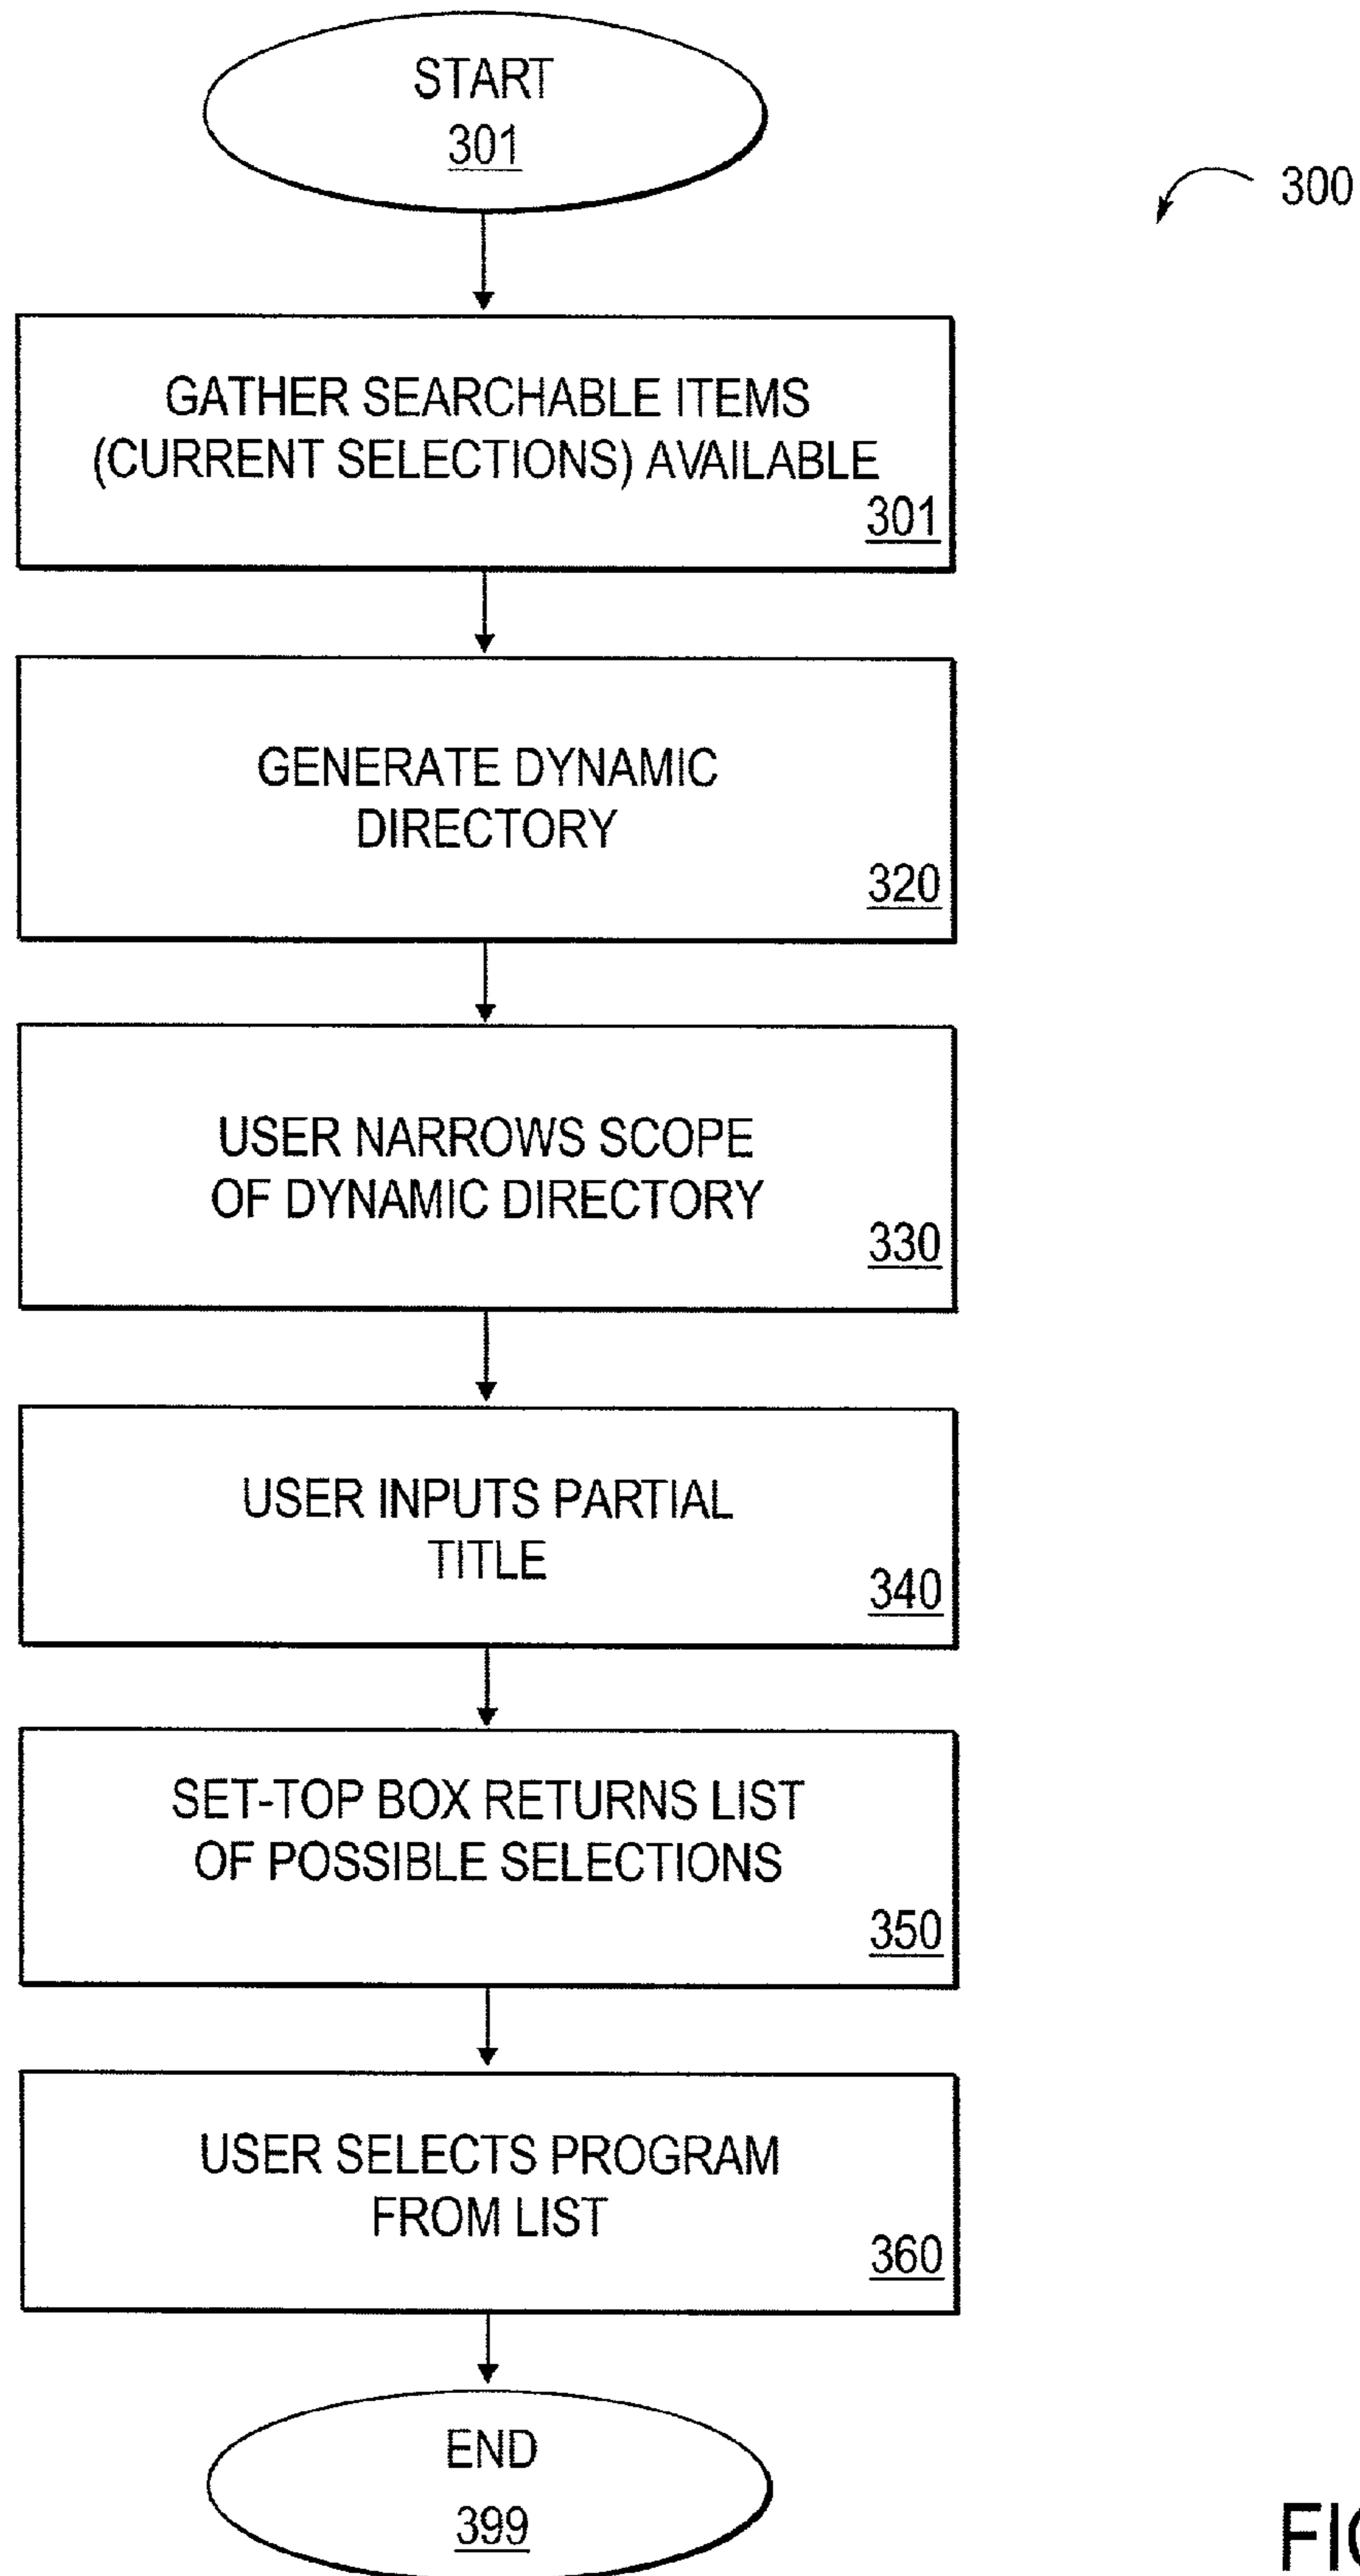 START
301
300
GATHER SEARCHABLE ITEMS
(CURRENT SELECTIONS) AVAILABLE
301
GENERATE DYNAMIC
DIRECTORY
320
USER NARROWS SCOPE
OF DYNAMIC DIRECTORY
330
USER INPUTS PARTIAL
TITLE
340
SET-TOP BOX RETURNS LIST
OF POSSIBLE SELECTIONS
350
USER SELECTS PROGRAM
FROM LIST
360
END
399